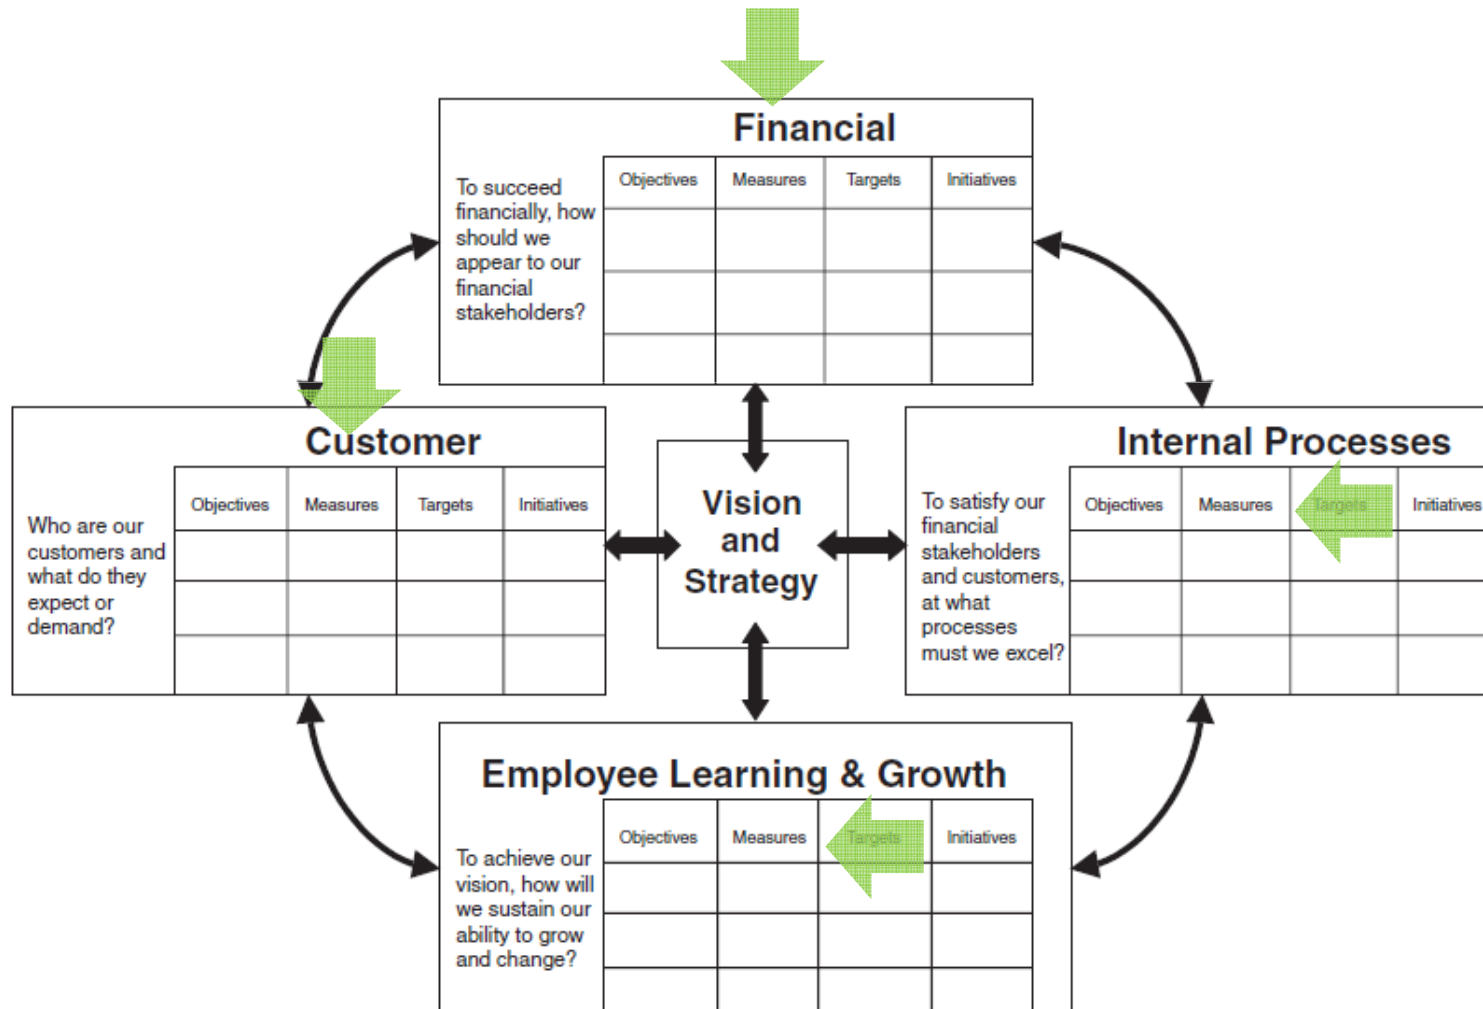 Financial
To succeed
financially, how
should we
appear to our
financial
stakeholders?
Objectives Measures Targets Initiatives
Customer
Who are our
customers and
what do they
expect or
demand?
Objectives Measures Targets Initiatives
Vision
and
Strategy
Internal Processes
To satisfy our
financial
stakeholders
and customers,
at what
processes
must we excel?
Objectives Measures Targets Initiatives
Employee Learning & Growth
To achieve our
vision, how will
we sustain our
ability to grow
and change?
Objectives Measures Targets Initiatives